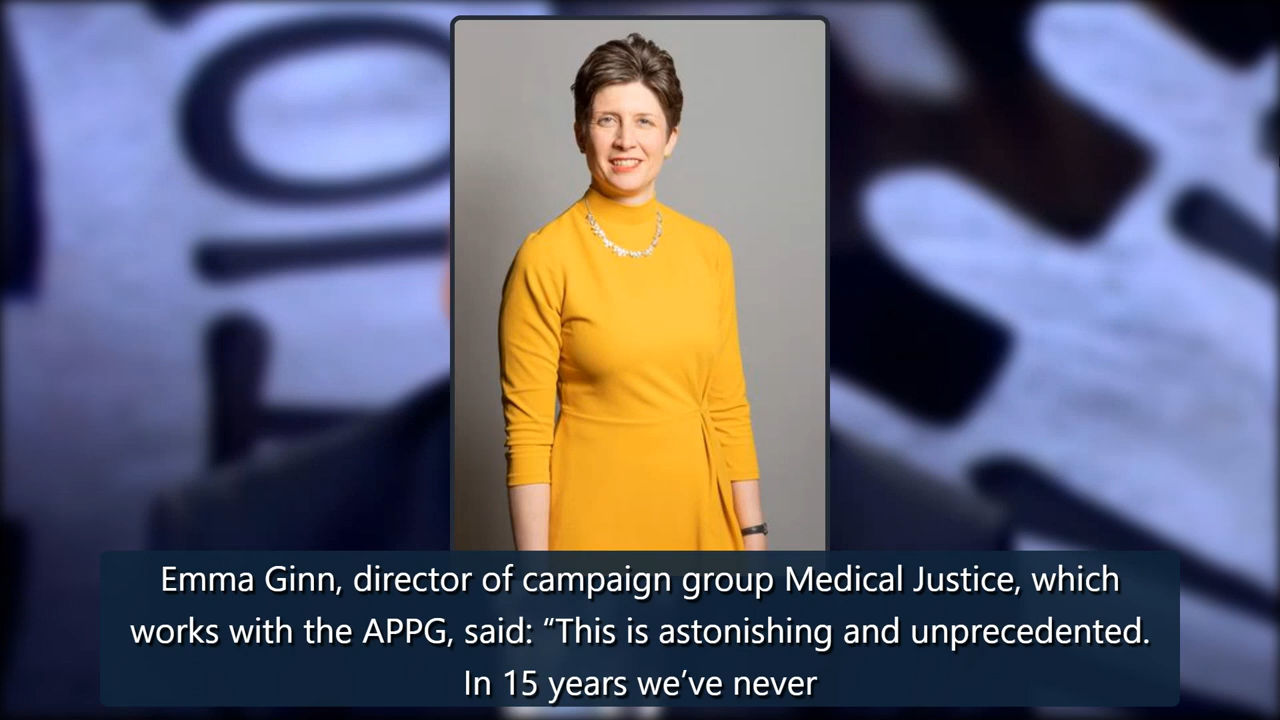 Emma Ginn, director of campaign group Medical Justice, which
works with the APPG, said: “This is astonishing and unprecedented.
In 15 years we’ve never